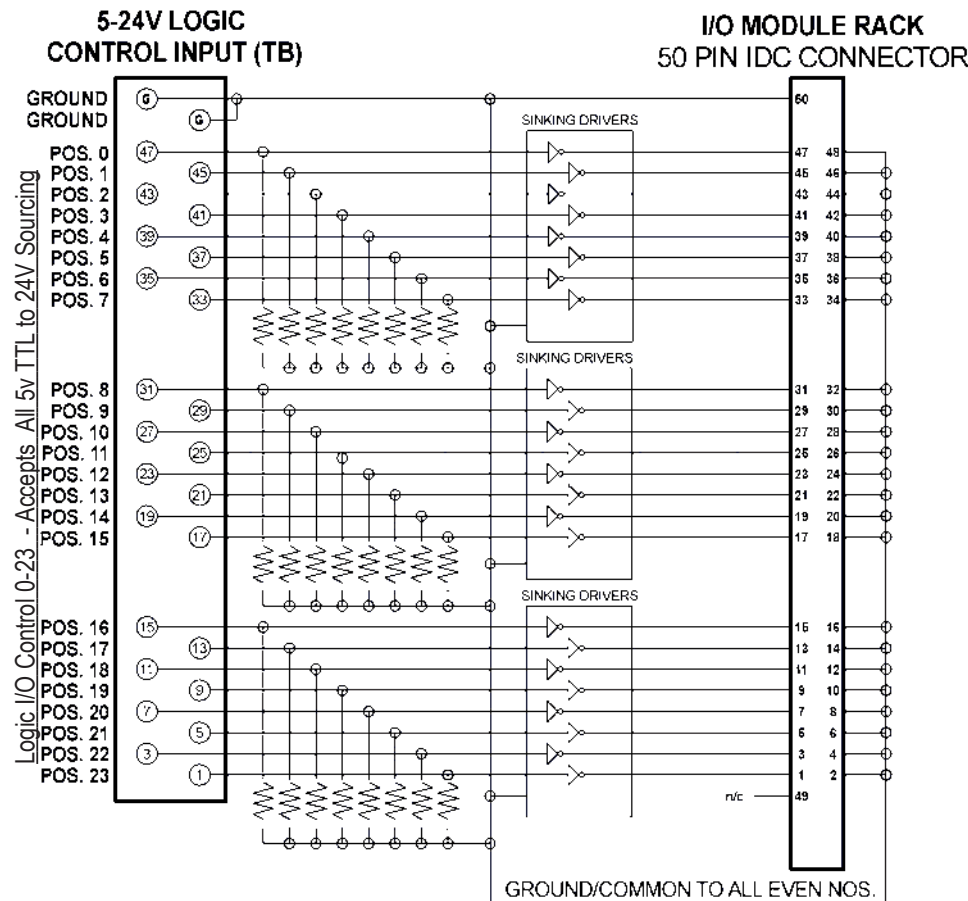 5-24V LOGIC
CONTROL INPUT (TB)
I/O MODULE RACK
50 PIN IDC CONNECTOR
GROUND G 50
GROUND G
SINKING DRIVERS
POS. 0 47 47 48
POS. 1 45 45 46
POS. 2 43 43 44
POS. 3 41 41 42
POS. 4 39 39 40
POS. 5 37 37 38
POS. 6 35 35 36
POS. 7 33 33 34
SINKING DRIVERS
POS. 8 31 31 32
POS. 9 29 29 30
POS. 10 27 27 28
POS. 11 25 25 26
POS. 12 23 23 24
POS. 13 21 21 22
POS. 14 19 19 20
POS. 15 17 17 18
SINKING DRIVERS
POS. 16 15 15 16
POS. 17 13 13 14
POS. 18 11 11 12
POS. 19 9 9 10
POS. 20 7 7 8
POS. 21 5 5 6
POS. 22 3 3 4
POS. 23 1 1 2
n/c 49
GROUND/COMMON TO ALL EVEN NOS.
Logic I/O Control 0-23 - Accepts All 5v TTL to 24V Sourcing